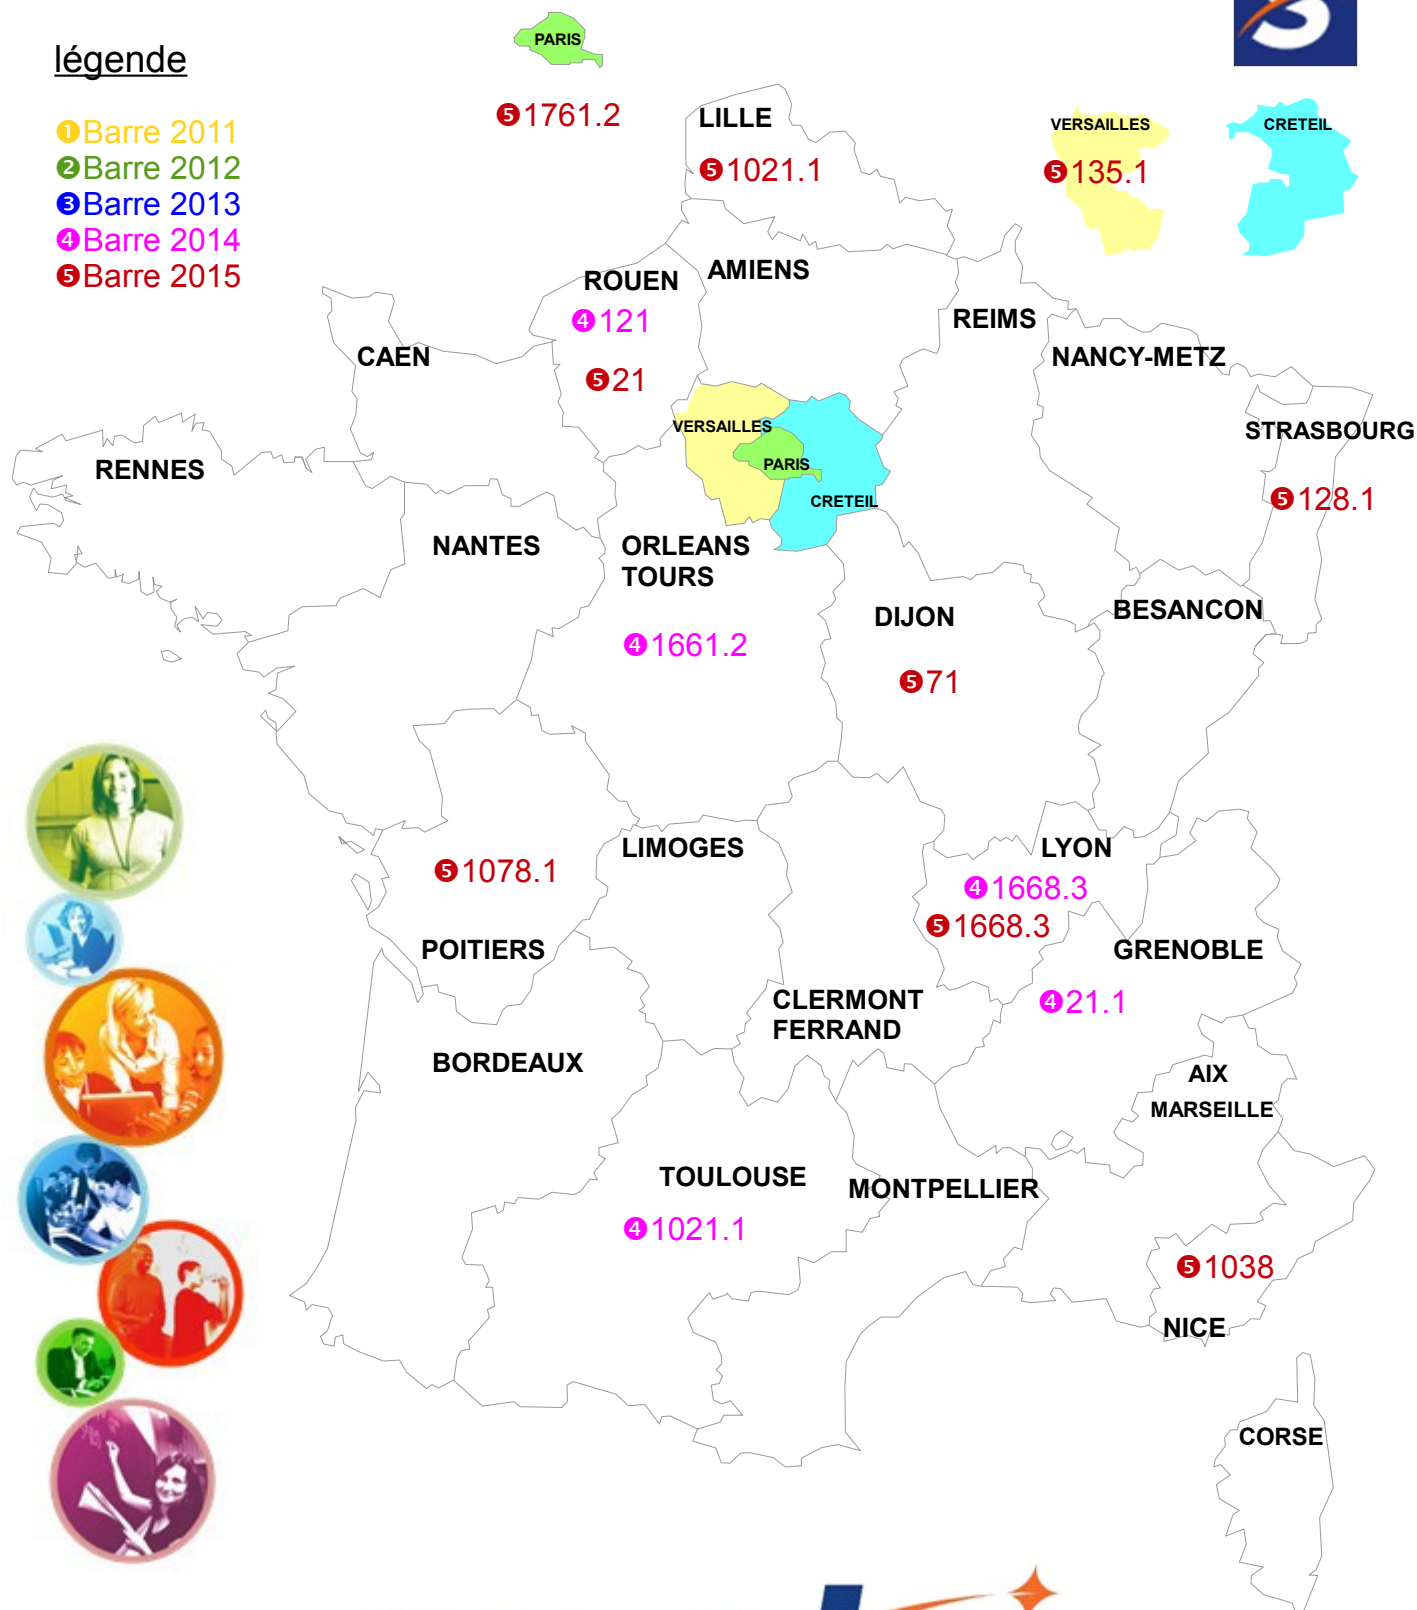 légende
❶Barre 2011
❷Barre 2012
❸Barre 2013
❹Barre 2014
❺Barre 2015
PARIS
❺1761.2
LILLE
❺1021.1
VERSAILLES
❺135.1
CRETEIL
ROUEN
❹121
❺21
AMIENS
REIMS
CAEN
NANCY-METZ
STRASBOURG
❺128.1
RENNES
VERSAILLES
PARIS
CRETEIL
NANTES
ORLEANS
TOURS
❹1661.2
DIJON
❺71
BESANCON
LIMOGES
LYON
❹1668.3
❺1668.3
❺1078.1
POITIERS
GRENOBLE
❹21.1
CLERMONT
FERRAND
BORDEAUX
AIX
MARSEILLE
TOULOUSE
❹1021.1
MONTPELLIER
❺1038
NICE
CORSE